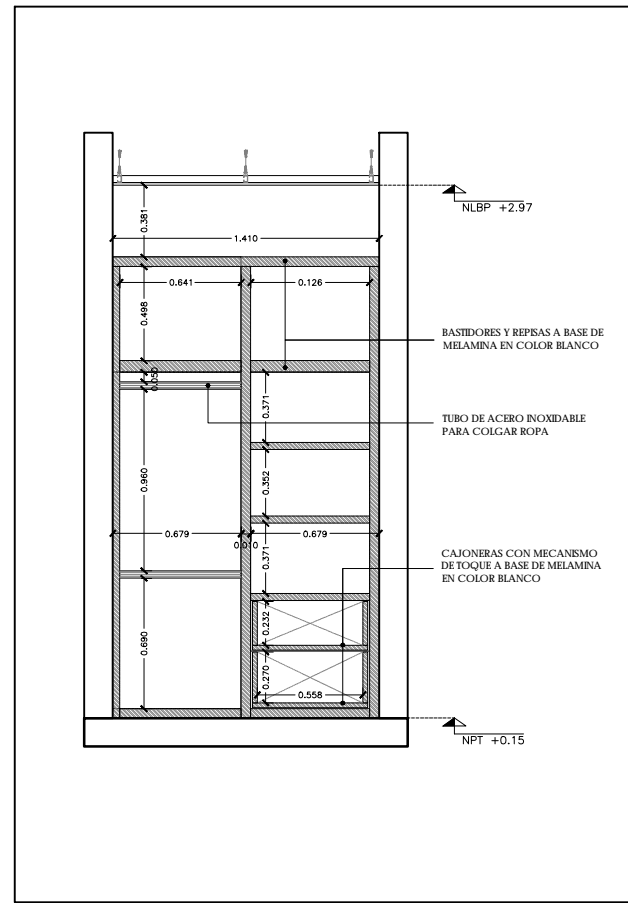 0.381
NLBP +2.97
1.410
0.641
0.126
0.498
BASTIDORES Y REPISAS A BASE DE
MELAMINA EN COLOR BLANCO
0.050
0.371
TUBO DE ACERO INOXIDABLE
PARA COLGAR ROPA
0.960
0.352
0.679
0.010
0.679
0.371
CAJONERAS CON MECANISMO
DE TOQUE A BASE DE MELAMINA
EN COLOR BLANCO
0.232
0.690
0.270
0.558
NPT +0.15